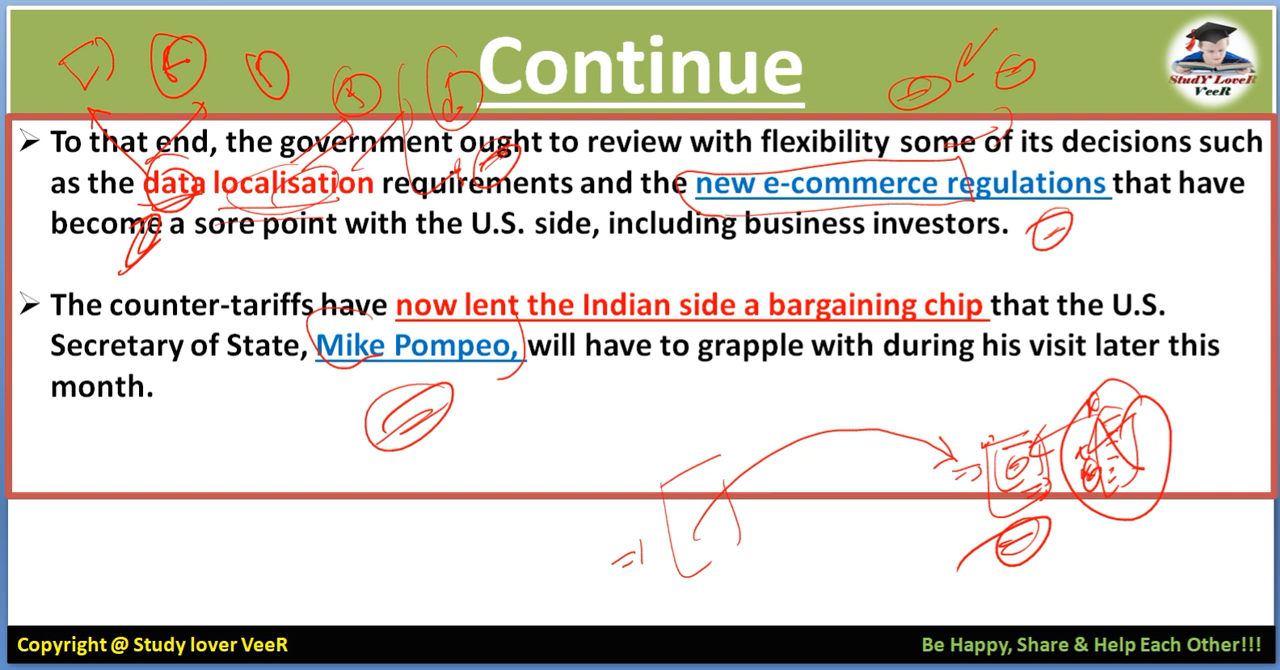 Continue
StudY LoveR
VeeR
➢ To that end, the government ought to review with flexibility some of its decisions such
as the data localisation requirements and the new e-commerce regulations that have
become a sore point with the U.S. side, including business investors.
➢ The counter-tariffs have now lent the Indian side a bargaining chip that the U.S.
Secretary of State, Mike Pompeo, will have to grapple with during his visit later this
month.
Copyright @ Study lover VeeR
Be Happy, Share & Help Each Other!!!